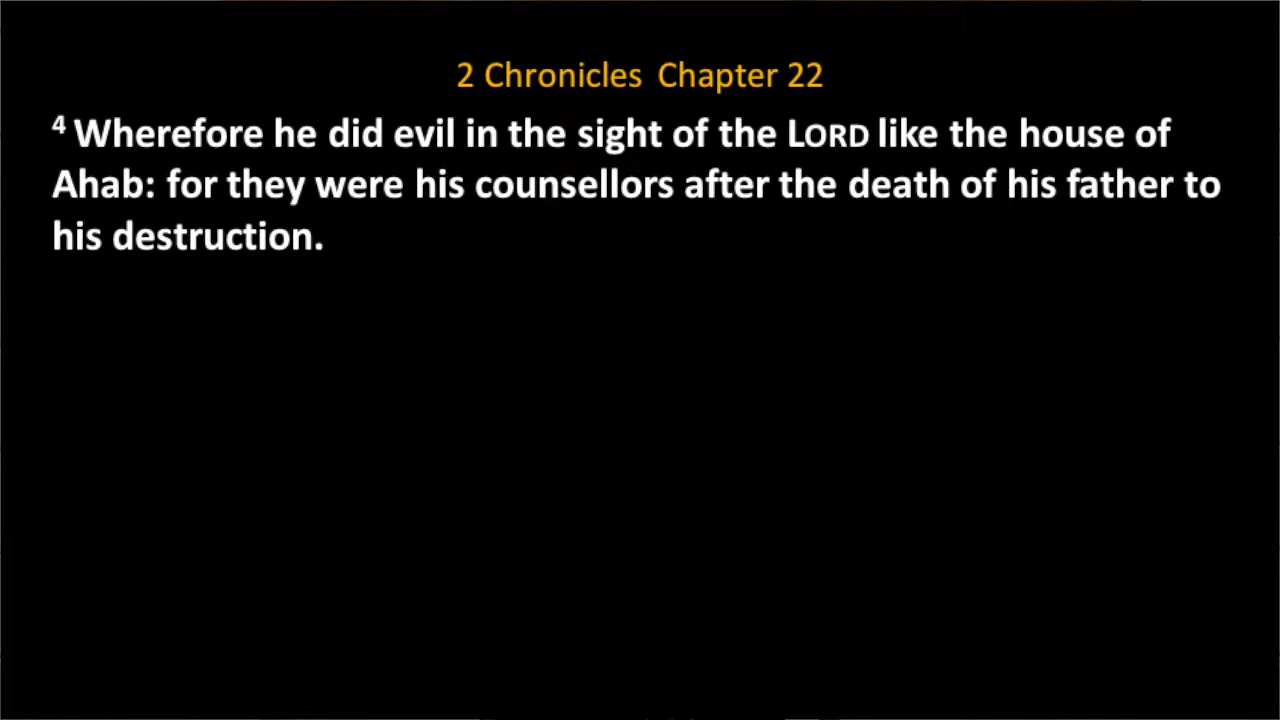 2 Chronicles Chapter 22
4 Wherefore he did evil in the sight of the LORD like the house of
Ahab: for they were his counsellors after the death of his father to
his destruction.